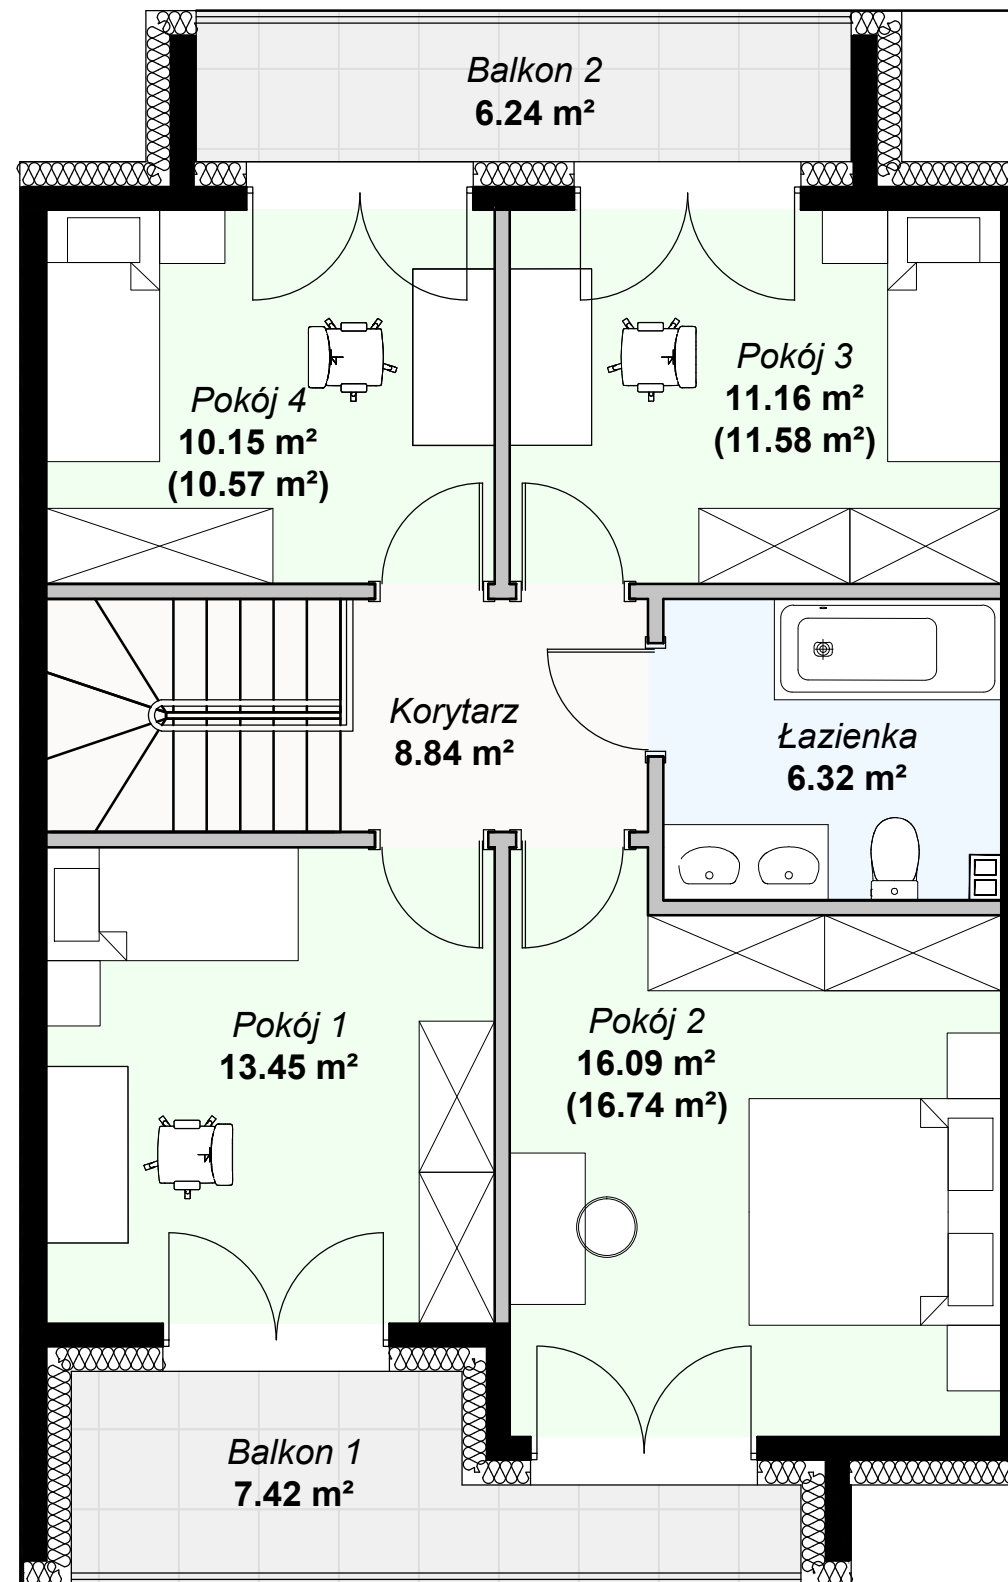 Balkon 2
6.24 m²
Pokój 4
10.15 m²
(10.57 m²)
Pokój 3
11.16 m²
(11.58 m²)
Korytarz
8.84 m²
Łazienka
6.32 m²
Pokój 1
13.45 m²
Pokój 2
16.09 m²
(16.74 m²)
Balkon 1
7.42 m²